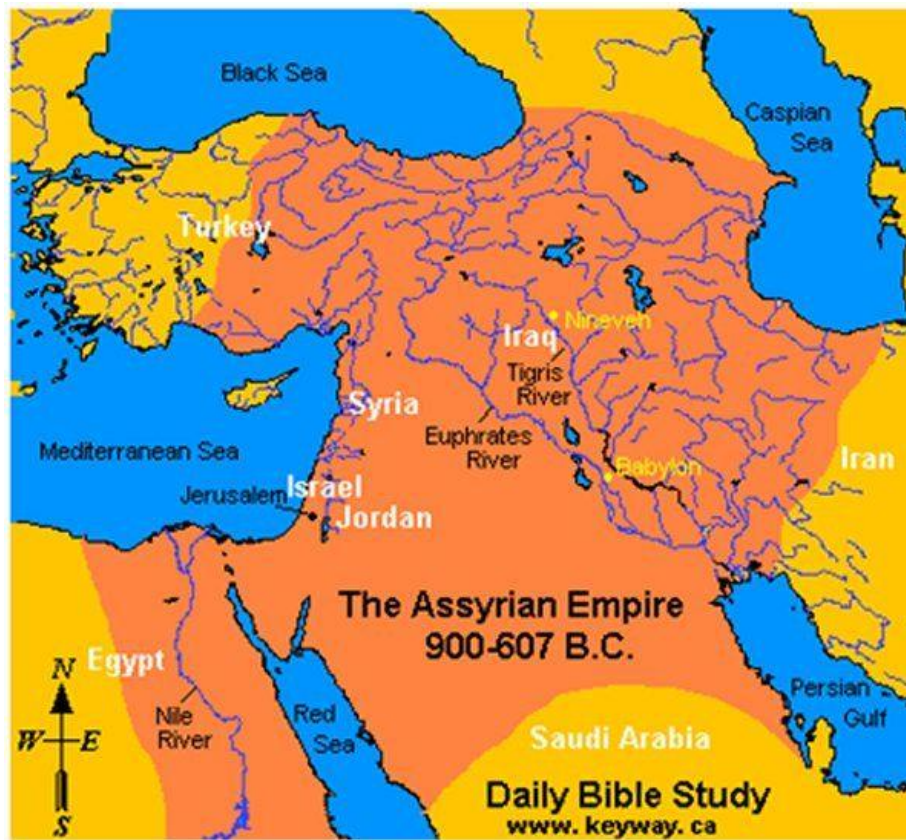 Black Sea
Caspian
Sea
Turkey
Nineveh
Iraq
Tigris
River
Syria
Euphrates
River
Mediterranean Sea
Babylon
Iran
Israel
Jerusalem
Jordan
The Assyrian Empire
900-607 B.C.
Egypt
N
W
E
S
Nile
River
Red
Sea
Persian
Gulf
Saudi Arabia
Daily Bible Study
www. keyway. ca